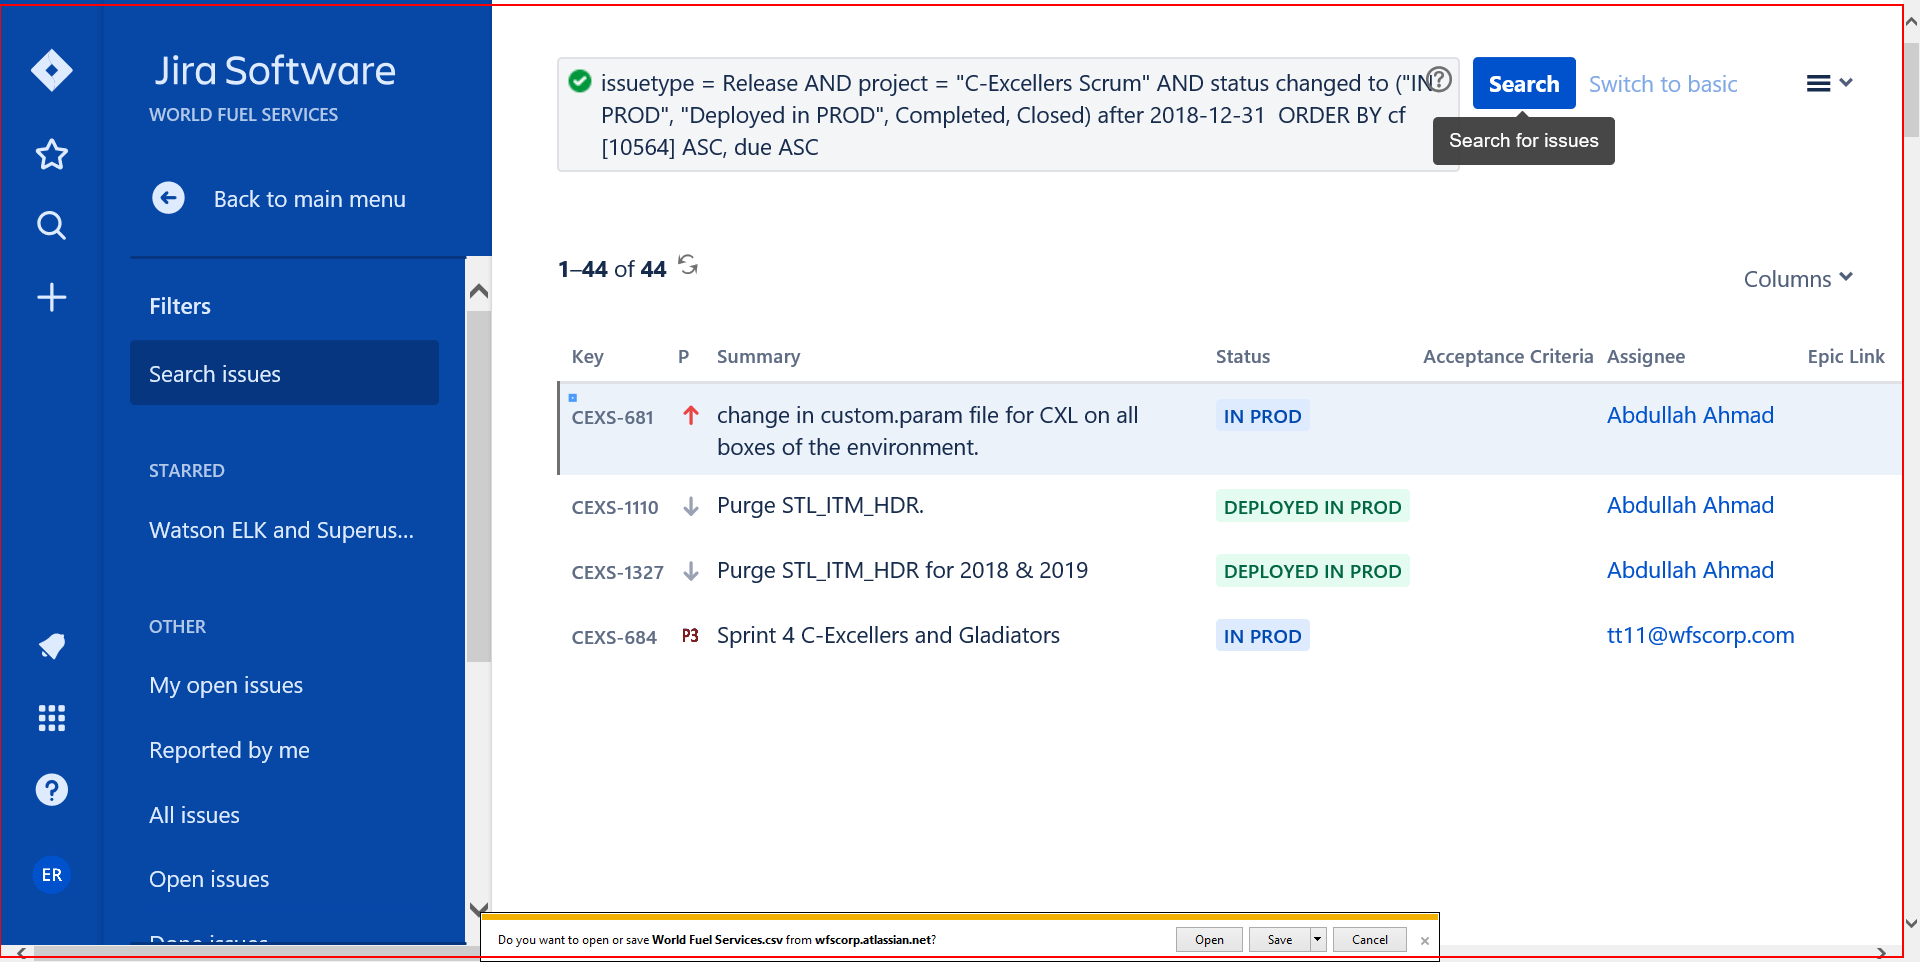 Jira Software
WORLD FUEL SERVICES
Back to main menu
Filters
Search issues
STARRED
Watson ELK and Superus...
OTHER
My open issues
Reported by me
All issues
Open issues
Done issues
ER
issuetype = Release AND project = "C-Excellers Scrum" AND status changed to ("IN
PROD", "Deployed in PROD", Completed, Closed) after 2018-12-31 ORDER BY cf
[10564] ASC, due ASC
Search
Switch to basic
Search for issues
1–44 of 44
Columns
Key P Summary Status Acceptance Criteria Assignee Epic Link
CEXS-681 change in custom.param file for CXL on all IN PROD Abdullah Ahmad
boxes of the environment.
CEXS-1110 Purge STL_ITM_HDR. DEPLOYED IN PROD Abdullah Ahmad
CEXS-1327 Purge STL_ITM_HDR for 2018 & 2019 DEPLOYED IN PROD Abdullah Ahmad
CEXS-684 P3 Sprint 4 C-Excellers and Gladiators IN PROD tt11@wfscorp.com
Do you want to open or save World Fuel Services.csv from wfscorp.atlassian.net? Open Save Cancel